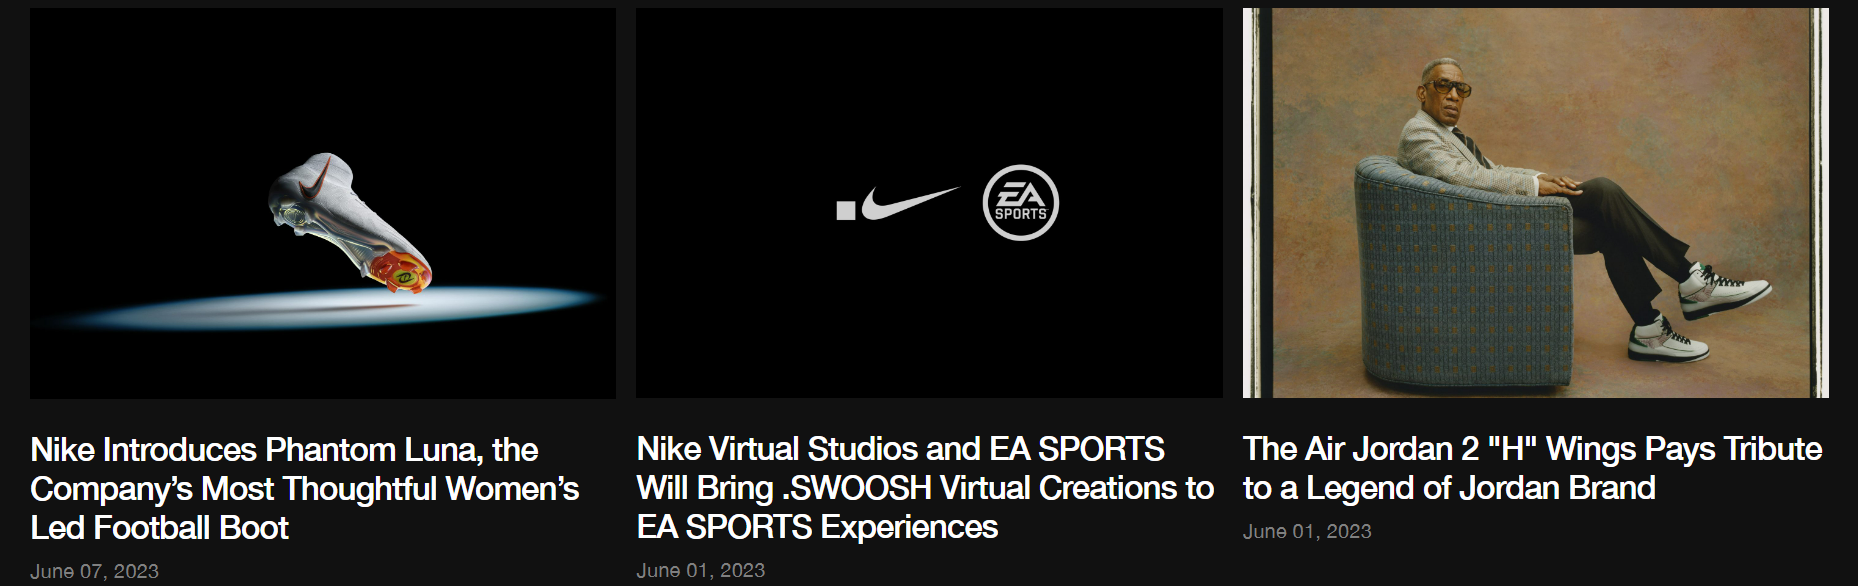 EA
SPORTS
Nike Introduces Phantom Luna, the
Company’s Most Thoughtful Women’s
Led Football Boot
June 07, 2023
Nike Virtual Studios and EA SPORTS
Will Bring .SWOOSH Virtual Creations to
EA SPORTS Experiences
June 01, 2023
The Air Jordan 2 "H" Wings Pays Tribute
to a Legend of Jordan Brand
June 01, 2023